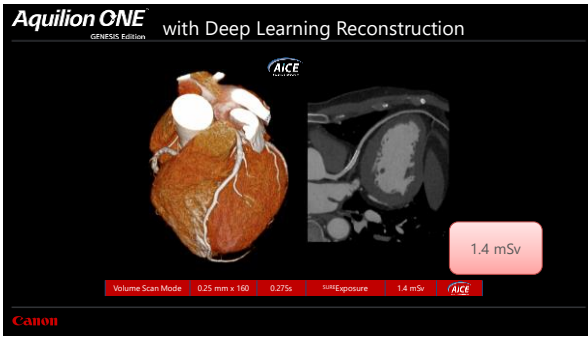 Aquilion ONE
GENESIS Edition
with Deep Learning Reconstruction
AiCE
1.4 mSv
Volume Scan Mode 0.25 mm x 160 0.275s SUREExposure 1.4 mSv AiCE
Canon